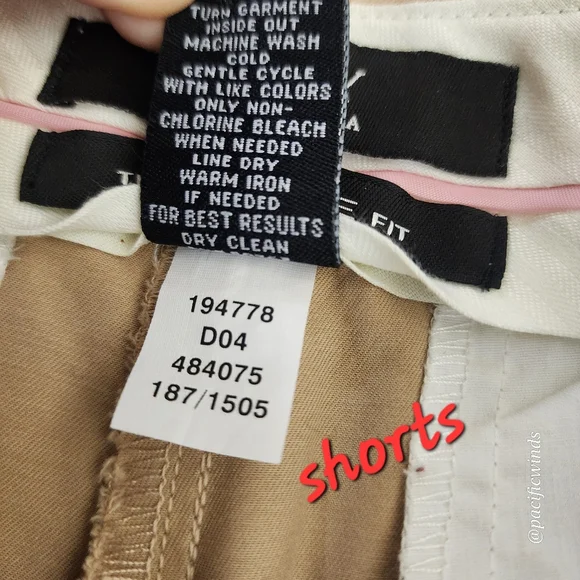 TURN GARMENT
INSIDE OUT
MACHINE WASH
COLD
GENTLE CYCLE
WITH LIKE COLORS
ONLY NON-
CHLORINE BLEACH
WHEN NEEDED
LINE DRY
WARM IRON
IF NEEDED
FOR BEST RESULTS
DRY CLEAN
FIT
194778
D04
484075
187/1505
shorts
@pacificwinds